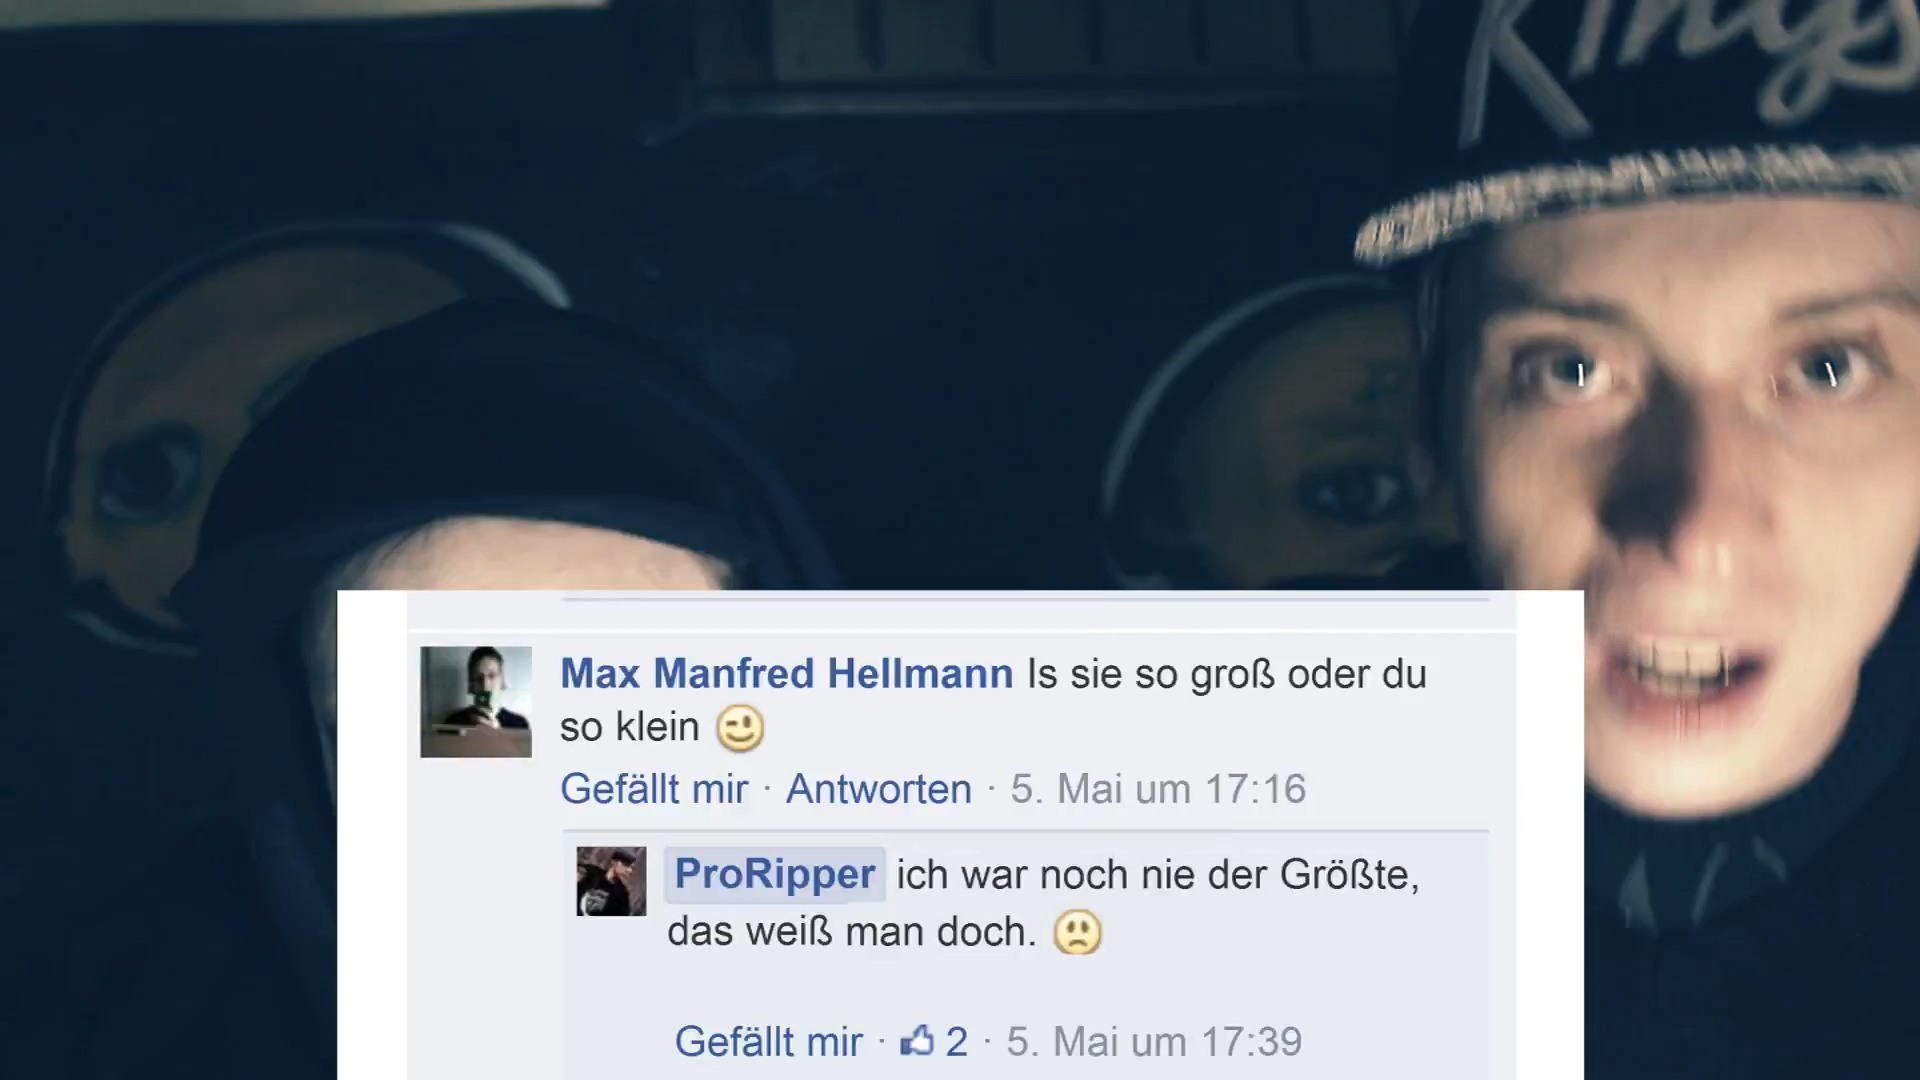 Kings
Max Manfred Hellmann Is sie so groß oder du
so klein
Gefällt mir · Antworten · 5. Mai um 17:16
ProRipper ich war noch nie der Größte,
das weiß man doch.
Gefällt mir · 2 · 5. Mai um 17:39